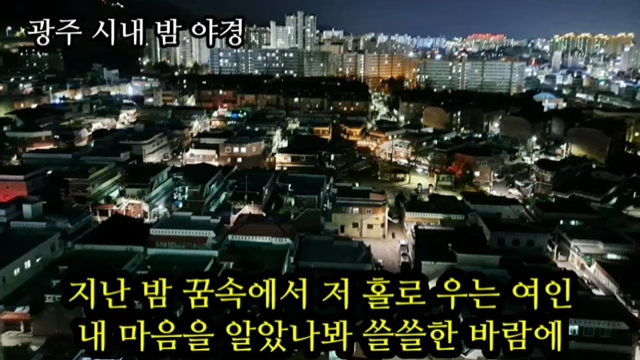 광주 시내 밤 야경
지난 밤 꿈속에서 저 홀로 우는 여인
내 마음을 알았나봐 쓸쓸한 바람에